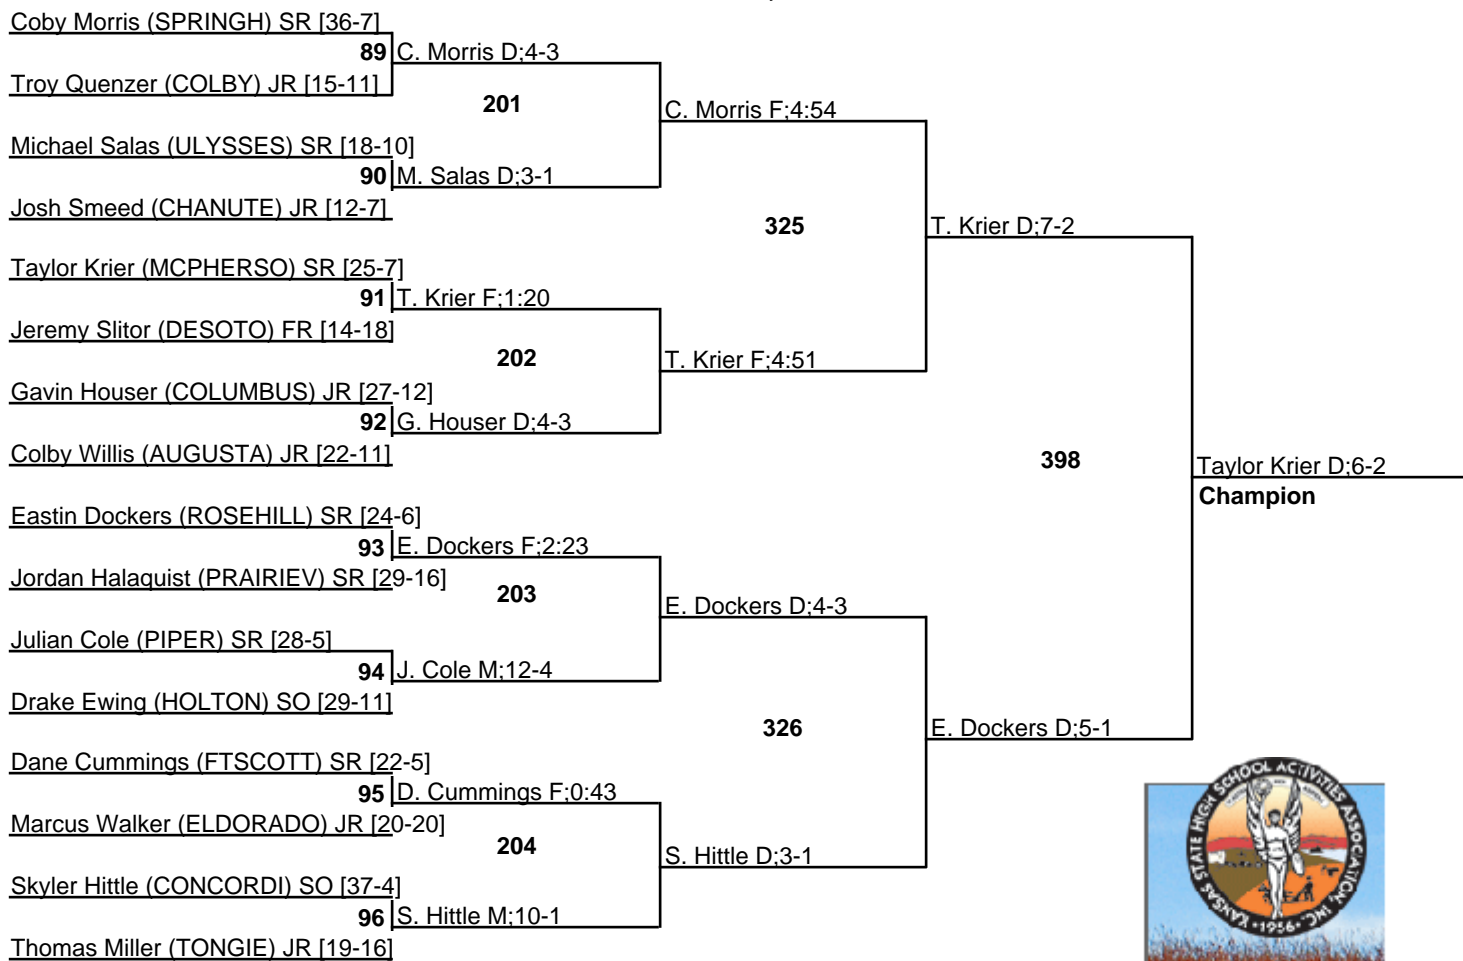 Coby Morris (SPRINGH) SR [36-7]
89 C. Morris D;4-3
Troy Quenzer (COLBY) JR [15-11]
201
C. Morris F;4:54
Michael Salas (ULYSSES) SR [18-10]
90 M. Salas D;3-1
Josh Smeed (CHANUTE) JR [12-7]
325
T. Krier D;7-2
Taylor Krier (MCPHERSO) SR [25-7]
91 T. Krier F;1:20
Jeremy Slitor (DESOTO) FR [14-18]
202
T. Krier F;4:51
Gavin Houser (COLUMBUS) JR [27-12]
92 G. Houser D;4-3
Colby Willis (AUGUSTA) JR [22-11]
398
Taylor Krier D;6-2
Champion
Eastin Dockers (ROSEHILL) SR [24-6]
93 E. Dockers F;2:23
Jordan Halaquist (PRAIRIEV) SR [29-16]
203
E. Dockers D;4-3
Julian Cole (PIPER) SR [28-5]
94 J. Cole M;12-4
Drake Ewing (HOLTON) SO [29-11]
326
E. Dockers D;5-1
Dane Cummings (FTSCOTT) SR [22-5]
95 D. Cummings F;0:43
Marcus Walker (ELDORADO) JR [20-20]
204
S. Hittle D;3-1
Skyler Hittle (CONCORDI) SO [37-4]
96 S. Hittle M;10-1
Thomas Miller (TONGIE) JR [19-16]
KANSAS STATE HIGH SCHOOL ACTIVITIES ASSOCIATION, INC.
•1956•